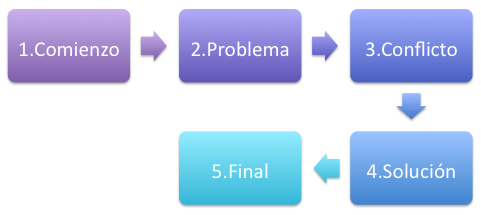 1.Comienzo
2.Problema
3.Conflicto
4.Solución
5.Final